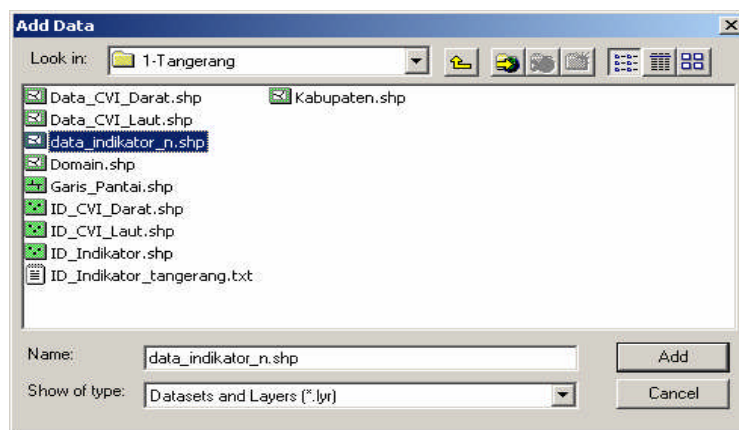 Add Data
Look in: 1-Tangerang
Data_CVI_Darat.shp
Data_CVI_Laut.shp
data_indikator_n.shp
Domain.shp
Garis_Pantai.shp
ID_CVI_Darat.shp
ID_CVI_Laut.shp
ID_Indikator.shp
ID_Indikator_tangerang.txt
Kabupaten.shp
Name: data_indikator_n.shp Add
Show of type: Datasets and Layers (*.lyr) Cancel